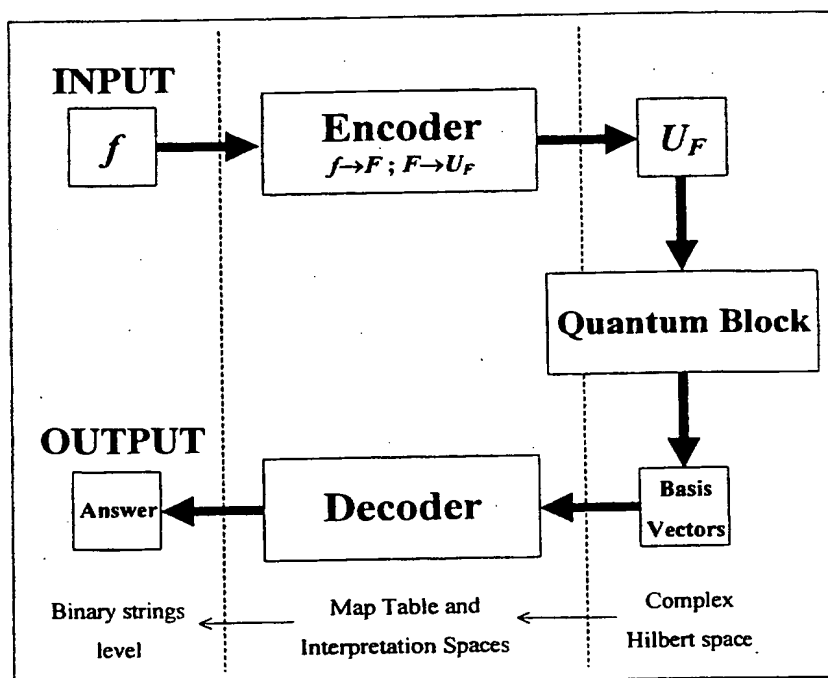 INPUT
f
Encoder
f→F ; F→U_F
U_F
Quantum Block
OUTPUT
Answer
Decoder
Basis
Vectors
Binary strings
level
Map Table and
Interpretation Spaces
Complex
Hilbert space